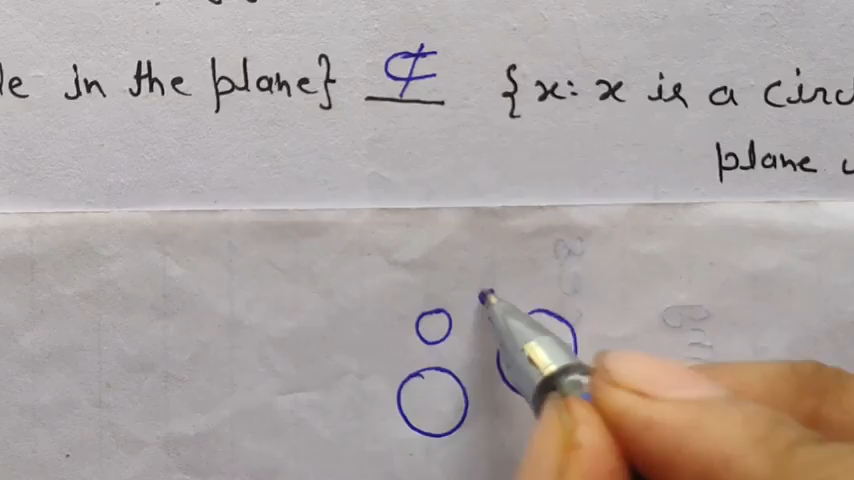 le in the plane} ⊄ {x: x is a circ
plane